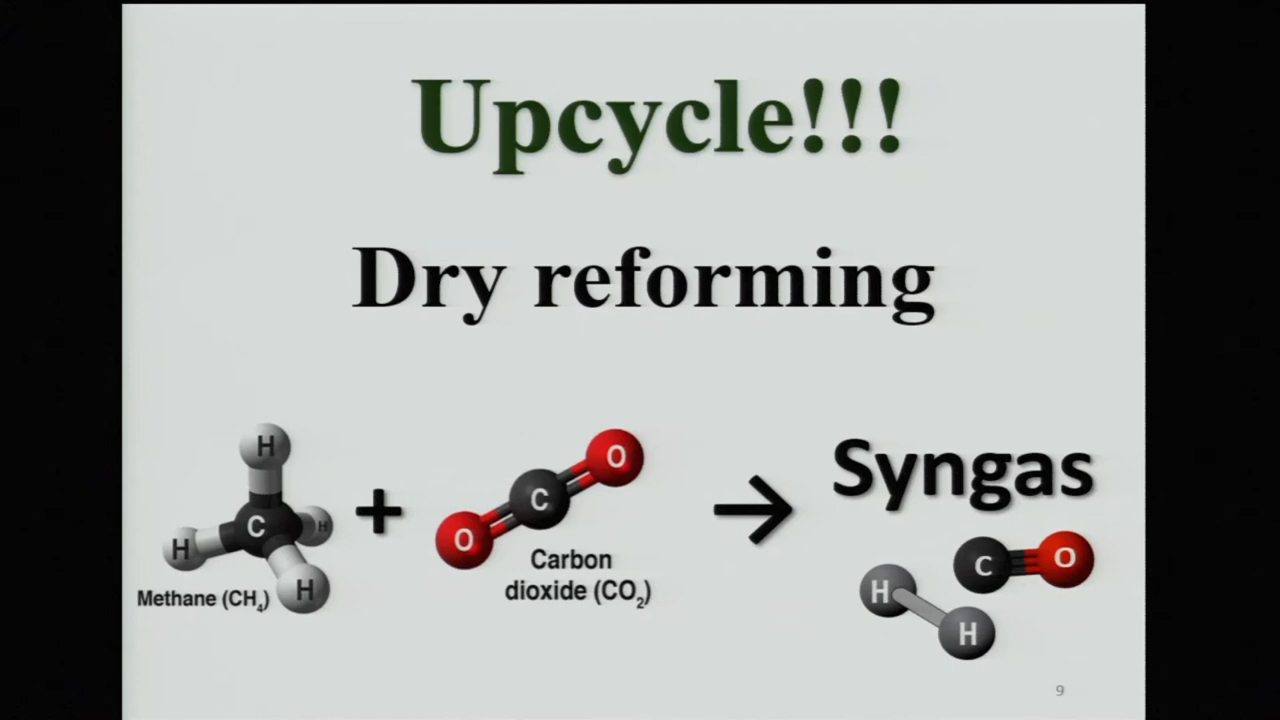 Upcycle!!!
Dry reforming
H
C
H
H
H
Methane (CH₄)
+
O
C
O
Carbon
dioxide (CO₂)
→
Syngas
C
O
H
H
9